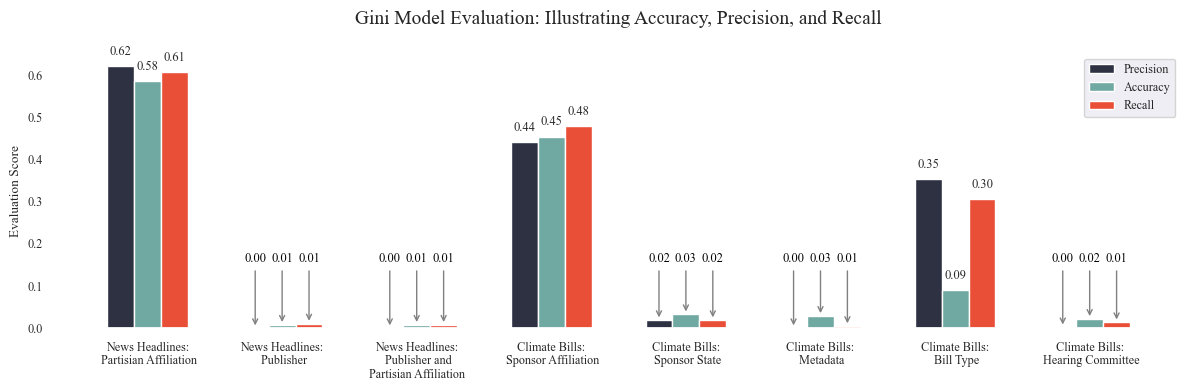 Gini Model Evaluation: Illustrating Accuracy, Precision, and Recall
Precision
Accuracy
Recall
Evaluation Score
0.6
0.5
0.4
0.3
0.2
0.1
0.0
0.62
0.58
0.61
0.00
0.01
0.01
0.00
0.01
0.01
0.44
0.45
0.48
0.02
0.03
0.02
0.00
0.03
0.01
0.35
0.09
0.30
0.00
0.02
0.01
News Headlines:
Partisian Affiliation
News Headlines:
Publisher
News Headlines:
Publisher and
Partisian Affiliation
Climate Bills:
Sponsor Affiliation
Climate Bills:
Sponsor State
Climate Bills:
Metadata
Climate Bills:
Bill Type
Climate Bills:
Hearing Committee